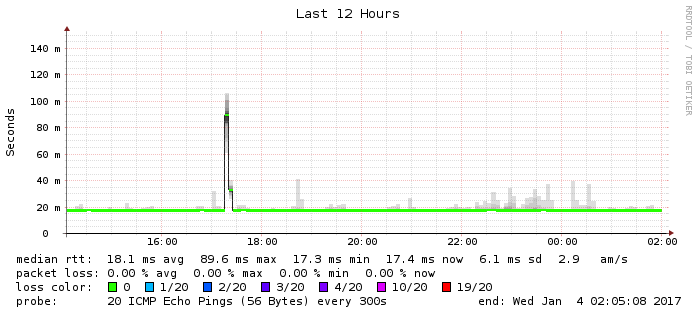 Last 12 Hours
RRDTOOL / TOBI OETIKER
Seconds
140 m
120 m
100 m
80 m
60 m
40 m
20 m
0
16:00 18:00 20:00 22:00 00:00 02:00
median rtt: 18.1 ms avg 89.6 ms max 17.3 ms min 17.4 ms now 6.1 ms sd 2.9 am/s
packet loss: 0.00 % avg 0.00 % max 0.00 % min 0.00 % now
loss color: 0 1/20 2/20 3/20 4/20 10/20 19/20
probe: 20 ICMP Echo Pings (56 Bytes) every 300s end: Wed Jan 4 02:05:08 2017